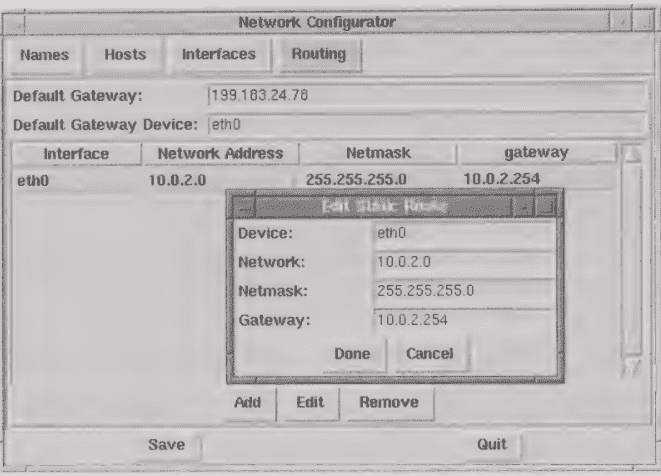 Network Configurator
Names Hosts Interfaces Routing
Default Gateway: 199.183.24.78
Default Gateway Device: eth0
Interface Network Address Netmask gateway
eth0 10.0.2.0 255.255.255.0 10.0.2.254
Edit Static Route
Device: eth0
Network: 10.0.2.0
Netmask: 255.255.255.0
Gateway: 10.0.2.254
Done Cancel
Add Edit Remove
Save Quit